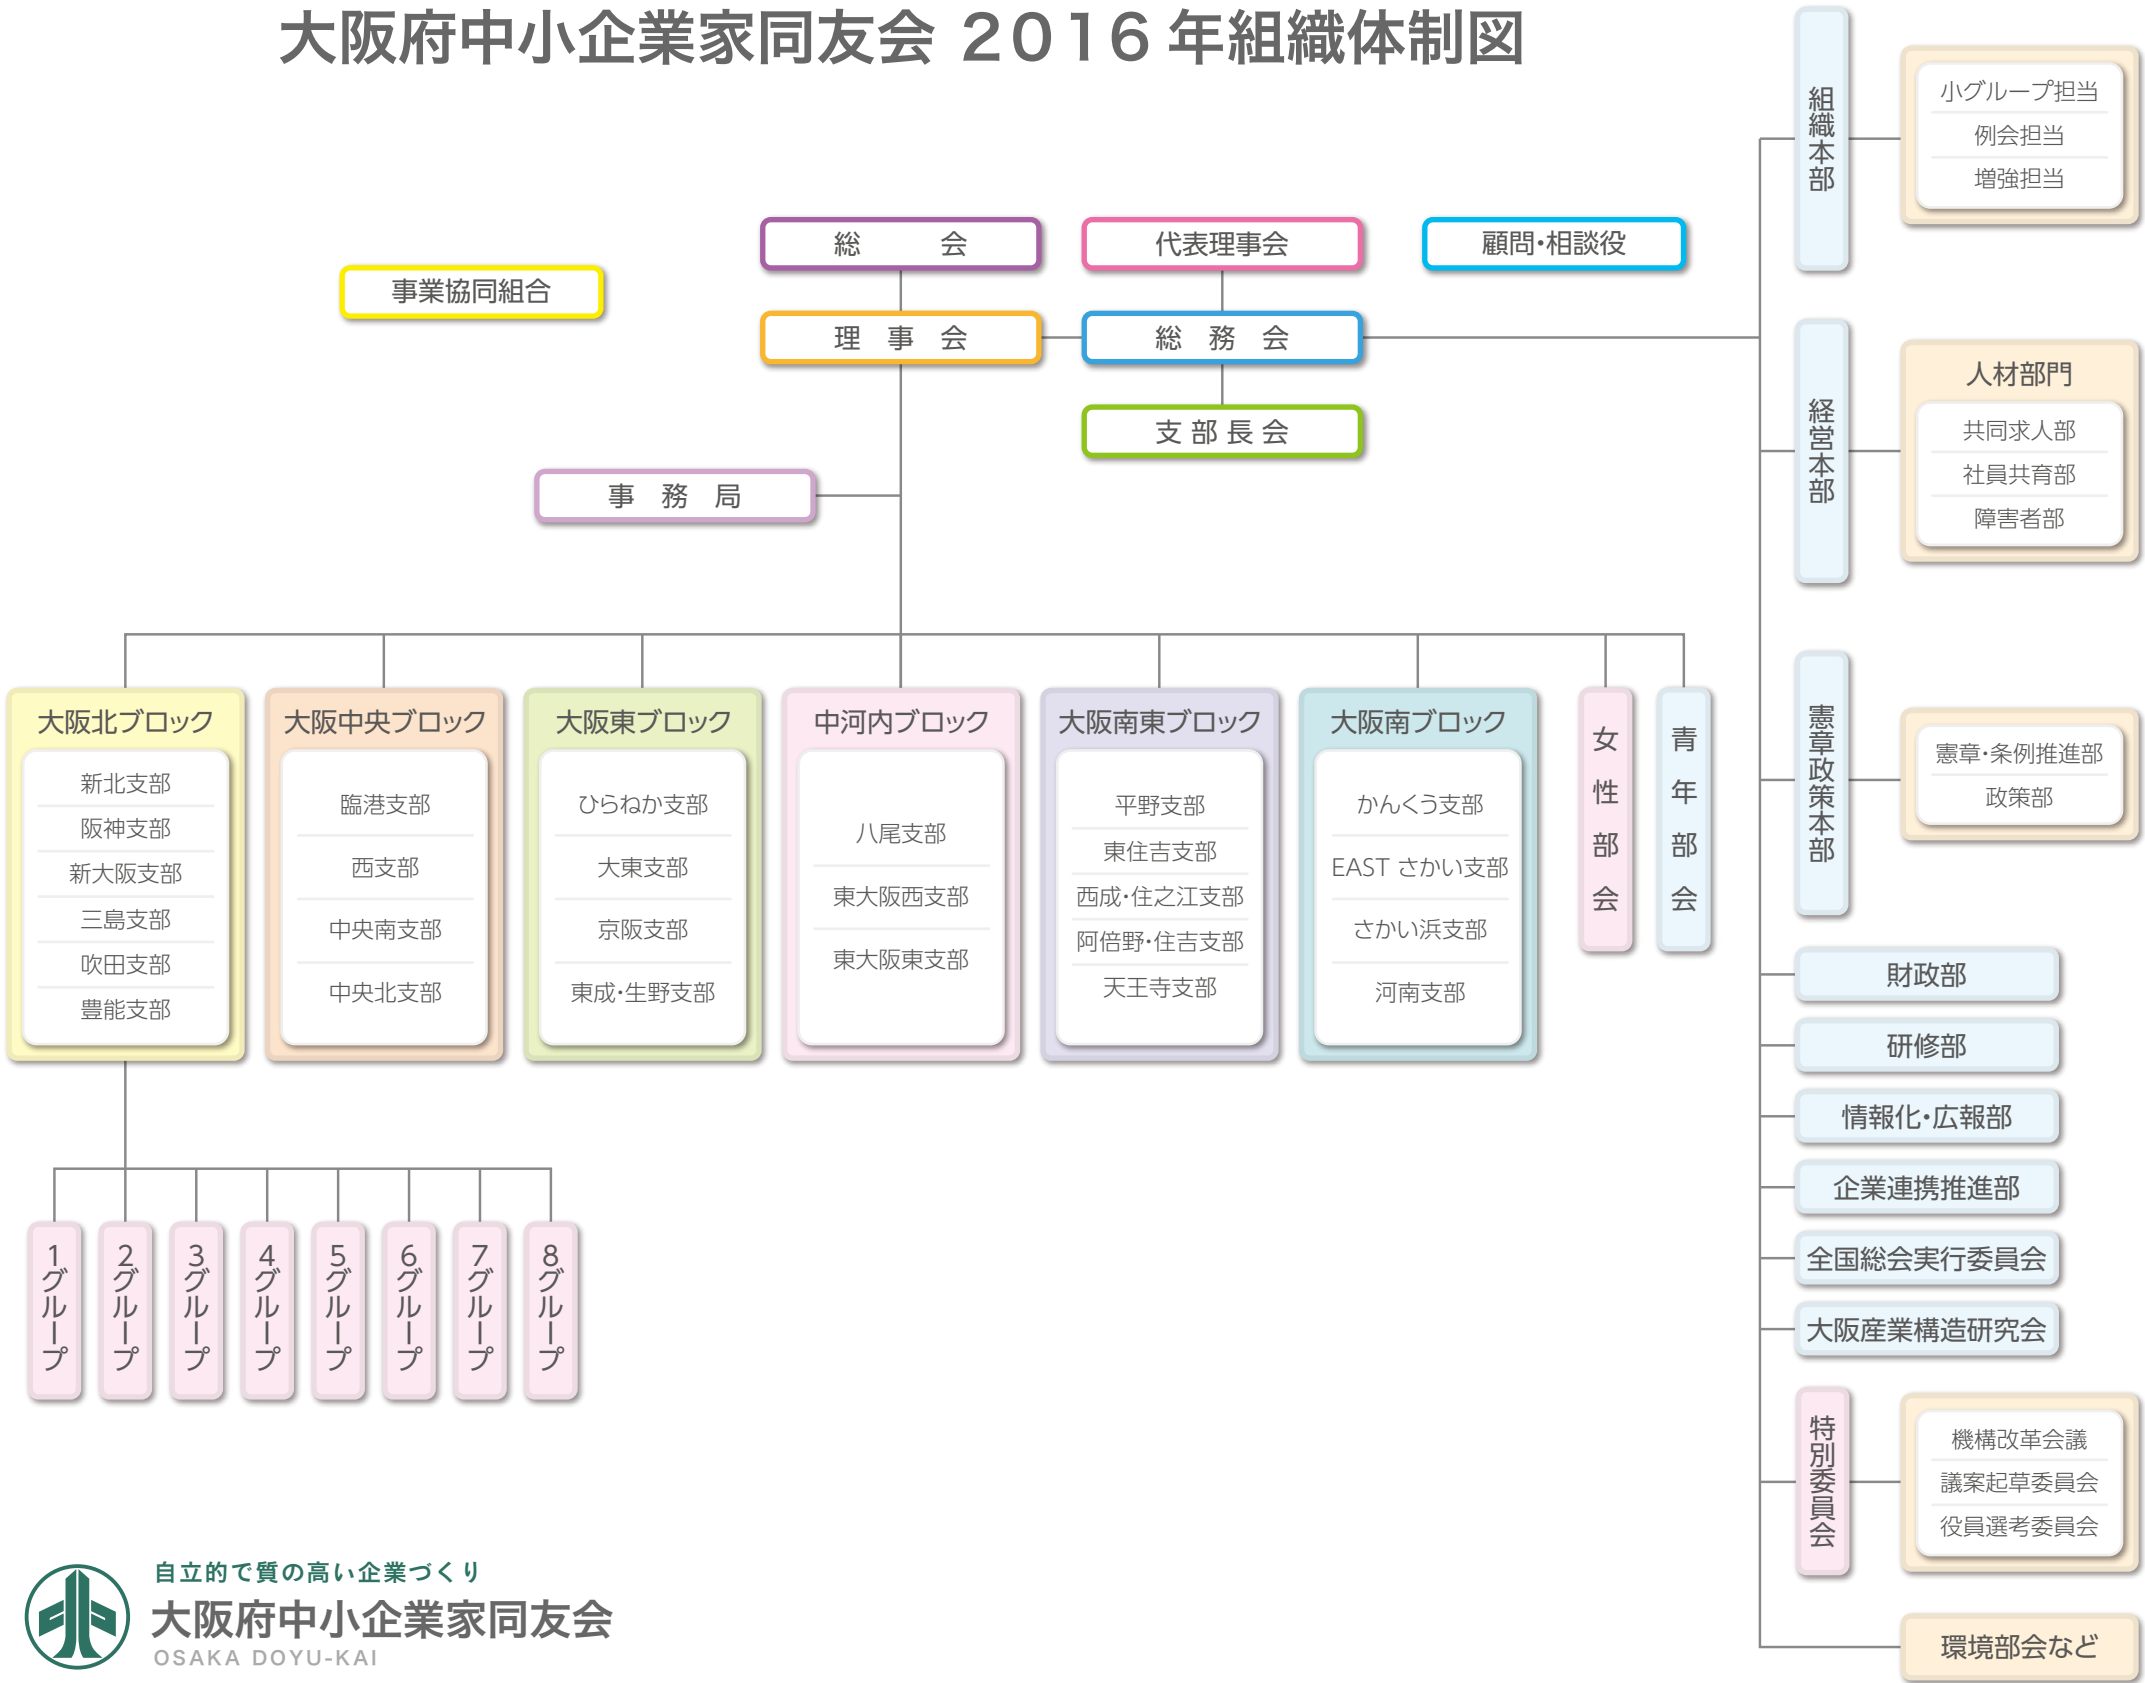 大阪府中小企業家同友会 2016年組織体制図
総　会
代表理事会
顧問・相談役
事業協同組合
理事会
総務会
支部長会
事務局
大阪北ブロック
新北支部
阪神支部
新大阪支部
三島支部
吹田支部
豊能支部
大阪中央ブロック
臨港支部
西支部
中央南支部
中央北支部
大阪東ブロック
ひらねか支部
大東支部
京阪支部
東成・生野支部
中河内ブロック
八尾支部
東大阪西支部
東大阪東支部
大阪南東ブロック
平野支部
東住吉支部
西成・住之江支部
阿倍野・住吉支部
天王寺支部
大阪南ブロック
かんくう支部
EAST さかい支部
さかい浜支部
河南支部
女性部会
青年部会
1グループ
2グループ
3グループ
4グループ
5グループ
6グループ
7グループ
8グループ
組織本部
小グループ担当
例会担当
増強担当
経営本部
人材部門
共同求人部
社員共育部
障害者部
憲章政策本部
憲章・条例推進部
政策部
財政部
研修部
情報化・広報部
企業連携推進部
全国総会実行委員会
大阪産業構造研究会
特別委員会
機構改革会議
議案起草委員会
役員選考委員会
環境部会など
自立的で質の高い企業づくり
大阪府中小企業家同友会
OSAKA DOYU-KAI